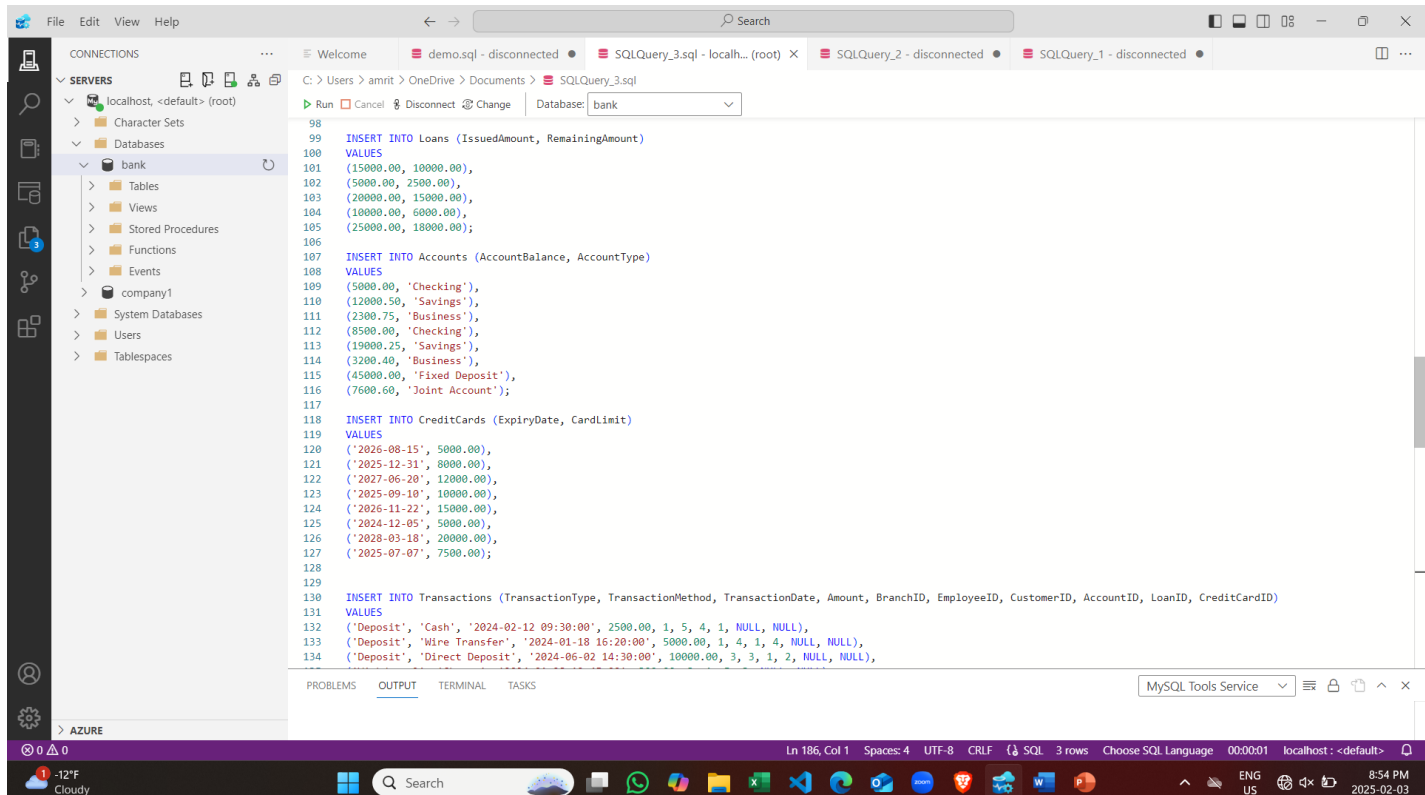 File Edit View Help
Search
CONNECTIONS
SERVERS
localhost, <default> (root)
Character Sets
Databases
bank
Tables
Views
Stored Procedures
Functions
Events
company1
System Databases
Users
Tablespaces
AZURE
3
Welcome demo.sql - disconnected SQLQuery_3.sql - localh... (root) SQLQuery_2 - disconnected SQLQuery_1 - disconnected
C: > Users > amrit > OneDrive > Documents > SQLQuery_3.sql
Run Cancel Disconnect Change Database: bank
98
99 INSERT INTO Loans (IssuedAmount, RemainingAmount)
100 VALUES
101 (15000.00, 10000.00),
102 (5000.00, 2500.00),
103 (20000.00, 15000.00),
104 (10000.00, 6000.00),
105 (25000.00, 18000.00);
106
107 INSERT INTO Accounts (AccountBalance, AccountType)
108 VALUES
109 (5000.00, 'Checking'),
110 (12000.50, 'Savings'),
111 (2300.75, 'Business'),
112 (8500.00, 'Checking'),
113 (19000.25, 'Savings'),
114 (3200.40, 'Business'),
115 (45000.00, 'Fixed Deposit'),
116 (7600.60, 'Joint Account');
117
118 INSERT INTO CreditCards (ExpiryDate, CardLimit)
119 VALUES
120 ('2026-08-15', 5000.00),
121 ('2025-12-31', 8000.00),
122 ('2027-06-20', 12000.00),
123 ('2025-09-10', 10000.00),
124 ('2026-11-22', 15000.00),
125 ('2024-12-05', 5000.00),
126 ('2028-03-18', 20000.00),
127 ('2025-07-07', 7500.00);
128
129
130 INSERT INTO Transactions (TransactionType, TransactionMethod, TransactionDate, Amount, BranchID, EmployeeID, CustomerID, AccountID, LoanID, CreditCardID)
131 VALUES
132 ('Deposit', 'Cash', '2024-02-12 09:30:00', 2500.00, 1, 5, 4, 1, NULL, NULL),
133 ('Deposit', 'Wire Transfer', '2024-01-18 16:20:00', 5000.00, 1, 4, 1, 4, NULL, NULL),
134 ('Deposit', 'Direct Deposit', '2024-06-02 14:30:00', 10000.00, 3, 3, 1, 2, NULL, NULL),
PROBLEMS OUTPUT TERMINAL TASKS
MySQL Tools Service
0 0 Ln 186, Col 1 Spaces: 4 UTF-8 CRLF SQL 3 rows Choose SQL Language 00:00:01 localhost : <default>
1 -12°F
Cloudy
Search
zoom
ENG
US
8:54 PM
2025-02-03